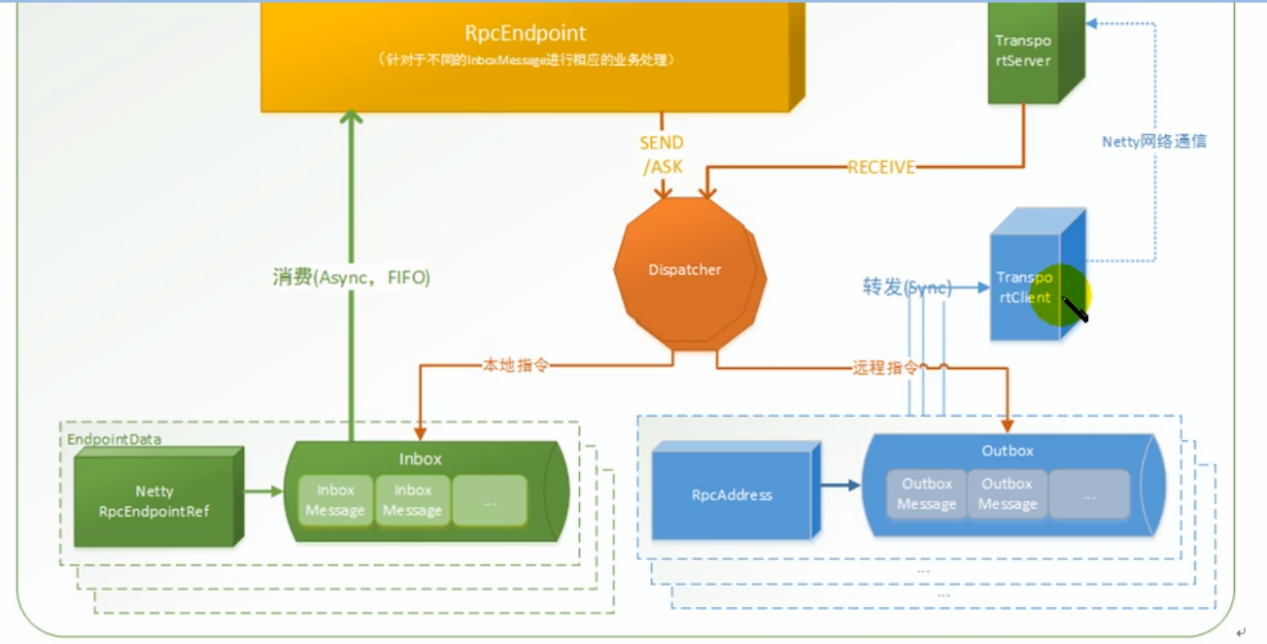 RpcEndpoint
（针对于不同的InboxMessage进行相应的业务处理）
Transpo
rtServer
SEND
/ASK
RECEIVE
Netty网络通信
Dispatcher
消费(Async，FIFO)
转发(Sync)
Transpo
rtClient
本地指令
远程指令
EndpointData
Netty
RpcEndpointRef
Inbox
Inbox
Message
Inbox
Message
...
RpcAddress
Outbox
Outbox
Message
Outbox
Message
...
...
...